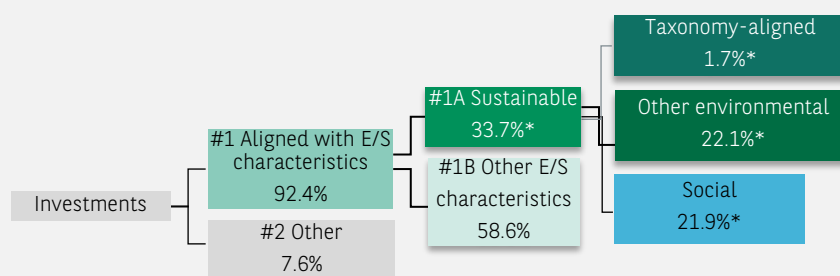 Investments
#1 Aligned with E/S
characteristics
92.4%
#2 Other
7.6%
#1A Sustainable
33.7%*
#1B Other E/S
characteristics
58.6%
Taxonomy-aligned
1.7%*
Other environmental
22.1%*
Social
21.9%*